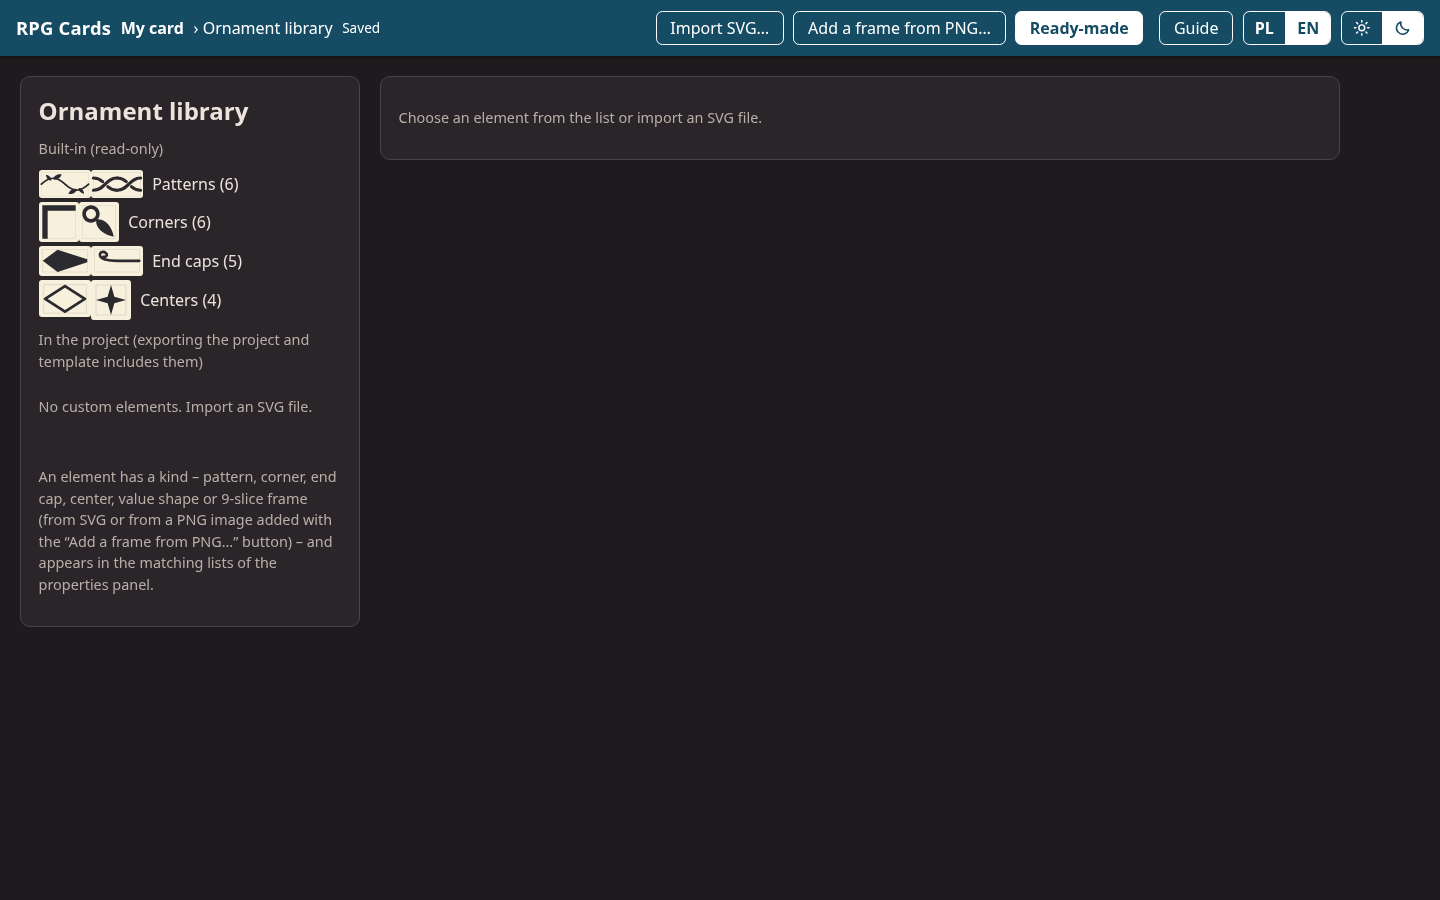 RPG Cards My card › Ornament library Saved Import SVG... Add a frame from PNG... Ready-made Guide PL EN
Ornament library
Built-in (read-only)
Patterns (6)
Corners (6)
End caps (5)
Centers (4)
In the project (exporting the project and
template includes them)
No custom elements. Import an SVG file.
An element has a kind – pattern, corner, end
cap, center, value shape or 9-slice frame
(from SVG or from a PNG image added with
the “Add a frame from PNG...” button) – and
appears in the matching lists of the
properties panel.
Choose an element from the list or import an SVG file.